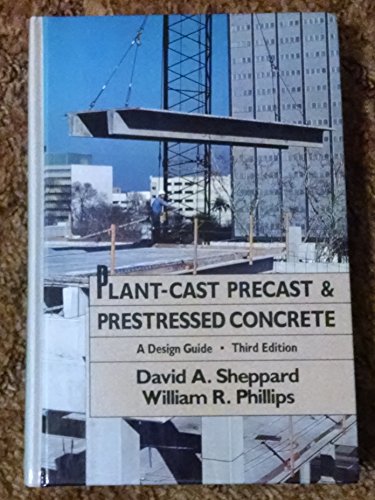 PLANT-CAST PRECAST &
PRESTRESSED CONCRETE
A Design Guide • Third Edition
David A. Sheppard
William R. Phillips